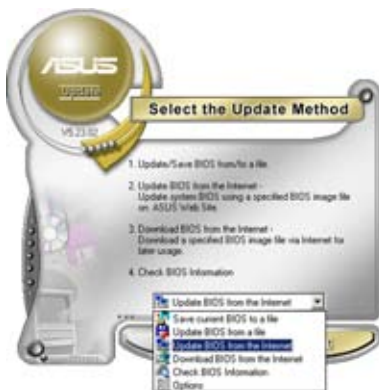 ASUS
Update
V5.23.02
Select the Update Method
1. Update/Save BIOS from/to a file
2. Update BIOS from the Internet -
Update system BIOS using a specified BIOS image file
on ASUS Web Site.
3. Download BIOS from the Internet -
Download a specified BIOS image file via Internet for
later usage.
4. Check BIOS Information
Update BIOS from the Internet
Save current BIOS to a file
Update BIOS from a file
Update BIOS from the Internet
Download BIOS from the Internet
Check BIOS Information
Options